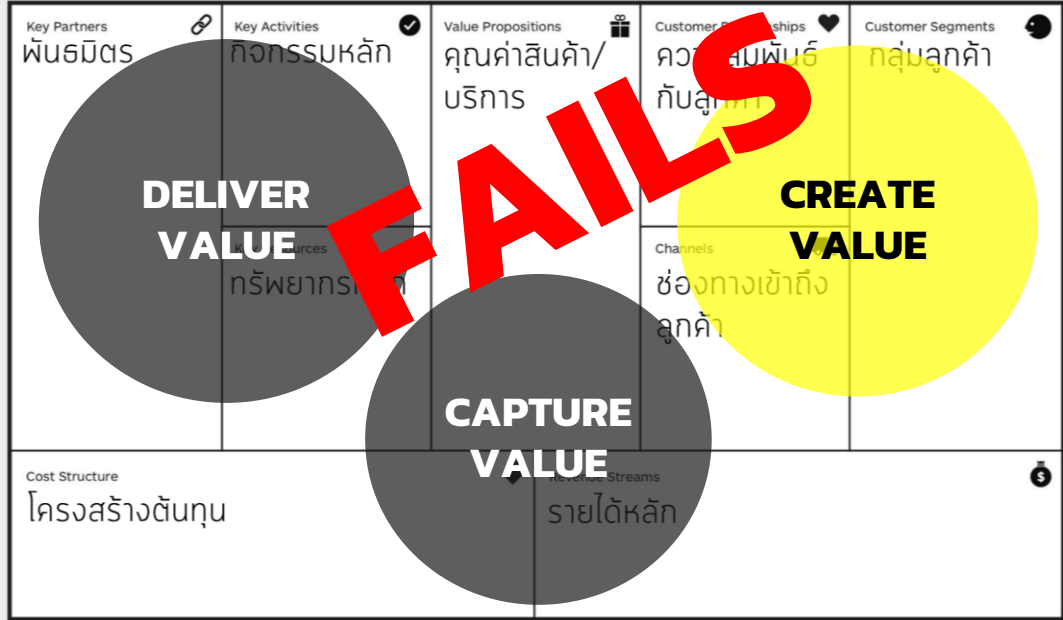 Key Partners
พันธมิตร
Key Activities
กิจกรรมหลัก
Value Propositions
คุณค่าสินค้า/
บริการ
Customer
กับ
Customer Segments
กลุ่มลูกค้า
FAILS
DELIVER
VALUE
CREATE
VALUE
Channels
ช่องทางเข้าถึง
ลูกค้า
CAPTURE
VALUE
Cost Structure
โครงสร้างต้นทุน
Revenue Streams
รายได้หลัก